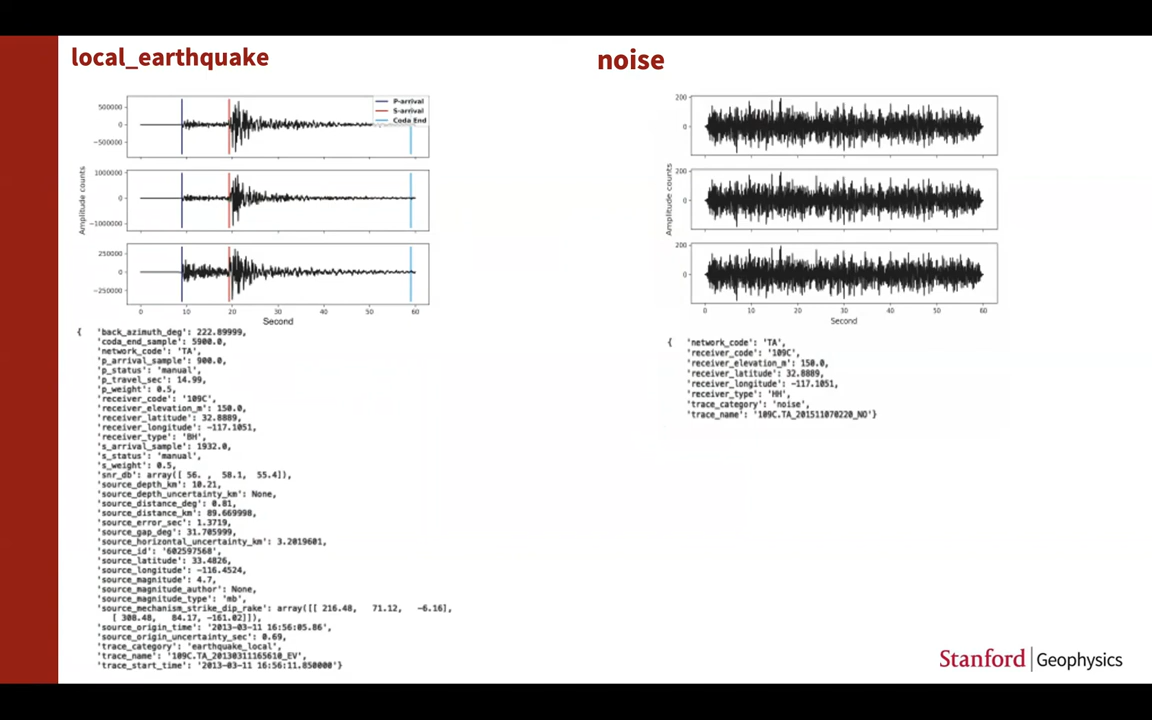 local_earthquake
noise
P-arrival
S-arrival
Coda End
500000
0
−500000
1000000
0
−1000000
250000
0
−250000
Amplitude counts
0 10 20 30 40 50 60
Second
200
0
200
0
200
0
Amplitude counts
0 10 20 30 40 50 60
Second
{ 'back_azimuth_deg': 222.89999,
'coda_end_sample': 5900.0,
'network_code': 'TA',
'p_arrival_sample': 900.0,
'p_status': 'manual',
'p_travel_sec': 14.99,
'p_weight': 0.5,
'receiver_code': '109C',
'receiver_elevation_m': 150.0,
'receiver_latitude': 32.8889,
'receiver_longitude': -117.1051,
'receiver_type': 'BH',
's_arrival_sample': 1932.0,
's_status': 'manual',
's_weight': 0.5,
'snr_db': array([ 56. , 58.1, 55.4]),
'source_depth_km': 10.21,
'source_depth_uncertainty_km': None,
'source_distance_deg': 0.81,
'source_distance_km': 89.669998,
'source_error_sec': 1.3719,
'source_gap_deg': 31.705999,
'source_horizontal_uncertainty_km': 3.2019601,
'source_id': '602597568',
'source_latitude': 33.4826,
'source_longitude': -116.4524,
'source_magnitude': 4.7,
'source_magnitude_author': None,
'source_magnitude_type': 'mb',
'source_mechanism_strike_dip_rake': array([[ 216.48, 71.12, -6.16],
[ 308.48, 84.17, -161.02]]),
'source_origin_time': '2013-03-11 16:56:05.86',
'source_origin_uncertainty_sec': 0.69,
'trace_category': 'earthquake_local',
'trace_name': '109C.TA_20130311165610_EV',
'trace_start_time': '2013-03-11 16:56:11.850000'}
{ 'network_code': 'TA',
'receiver_code': '109C',
'receiver_elevation_m': 150.0,
'receiver_latitude': 32.8889,
'receiver_longitude': -117.1051,
'receiver_type': 'HH',
'trace_category': 'noise',
'trace_name': '109C.TA_201511070220_NO'}
Stanford | Geophysics